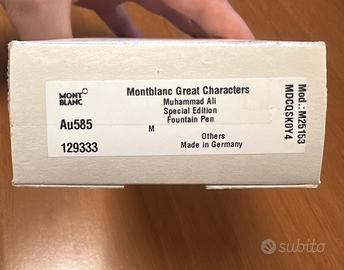 MONT
BLANC
Montblanc Great Characters
Muhammad Ali
Special Edition
Fountain Pen
Au585
M
129333
Others
Made in Germany
Mod.: M25153
MDCQSK0Y4
subito